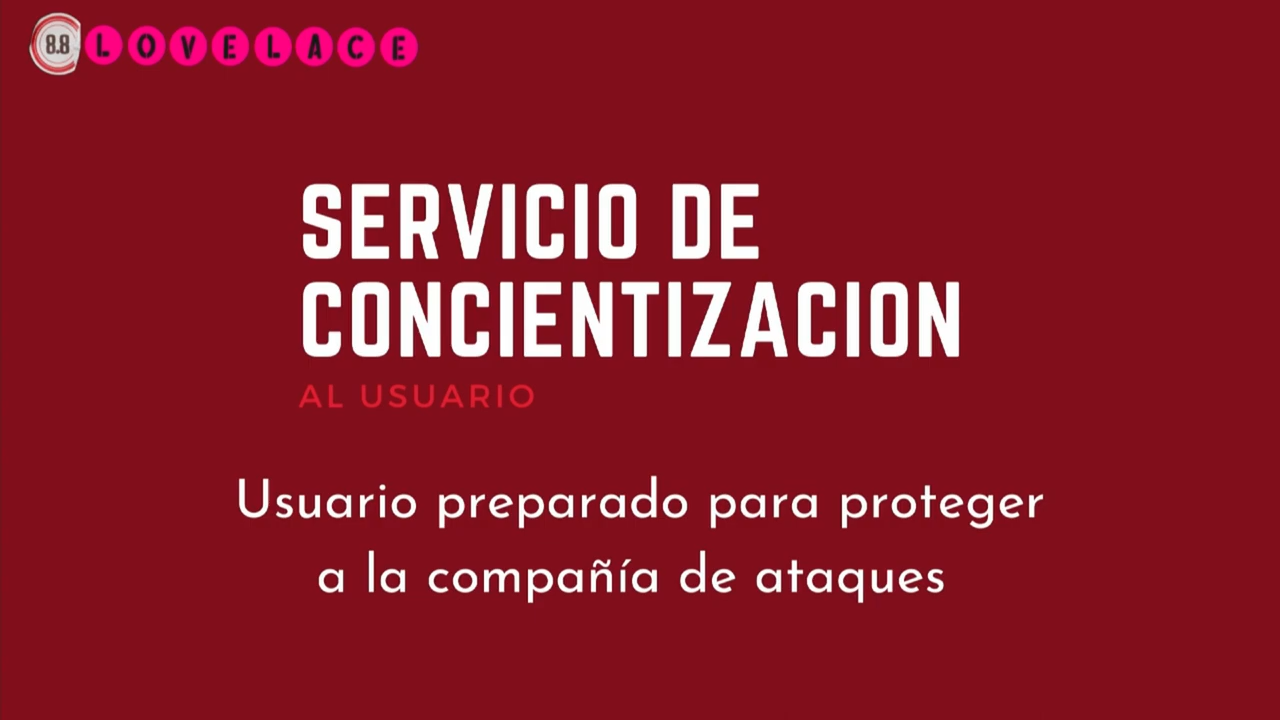 8.8 LOVELACE
SERVICIO DE
CONCIENTIZACION
AL USUARIO
Usuario preparado para proteger
a la compañía de ataques